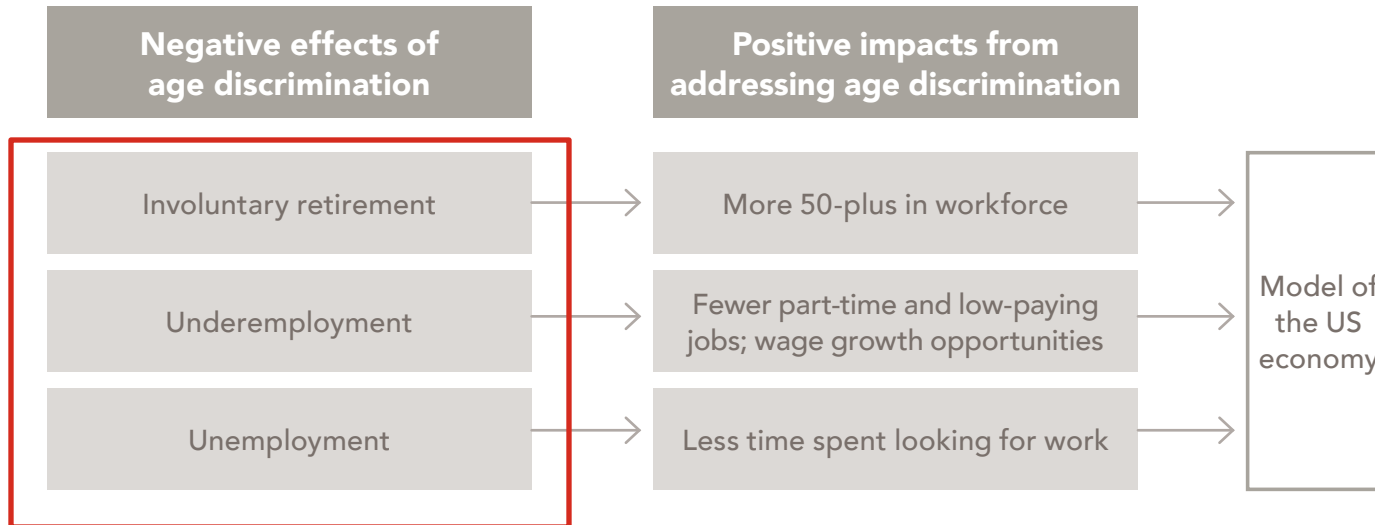 Negative effects of
age discrimination
Positive impacts from
addressing age discrimination
Involuntary retirement
More 50-plus in workforce
Underemployment
Fewer part-time and low-paying
jobs; wage growth opportunities
Unemployment
Less time spent looking for work
Model of
the US
economy